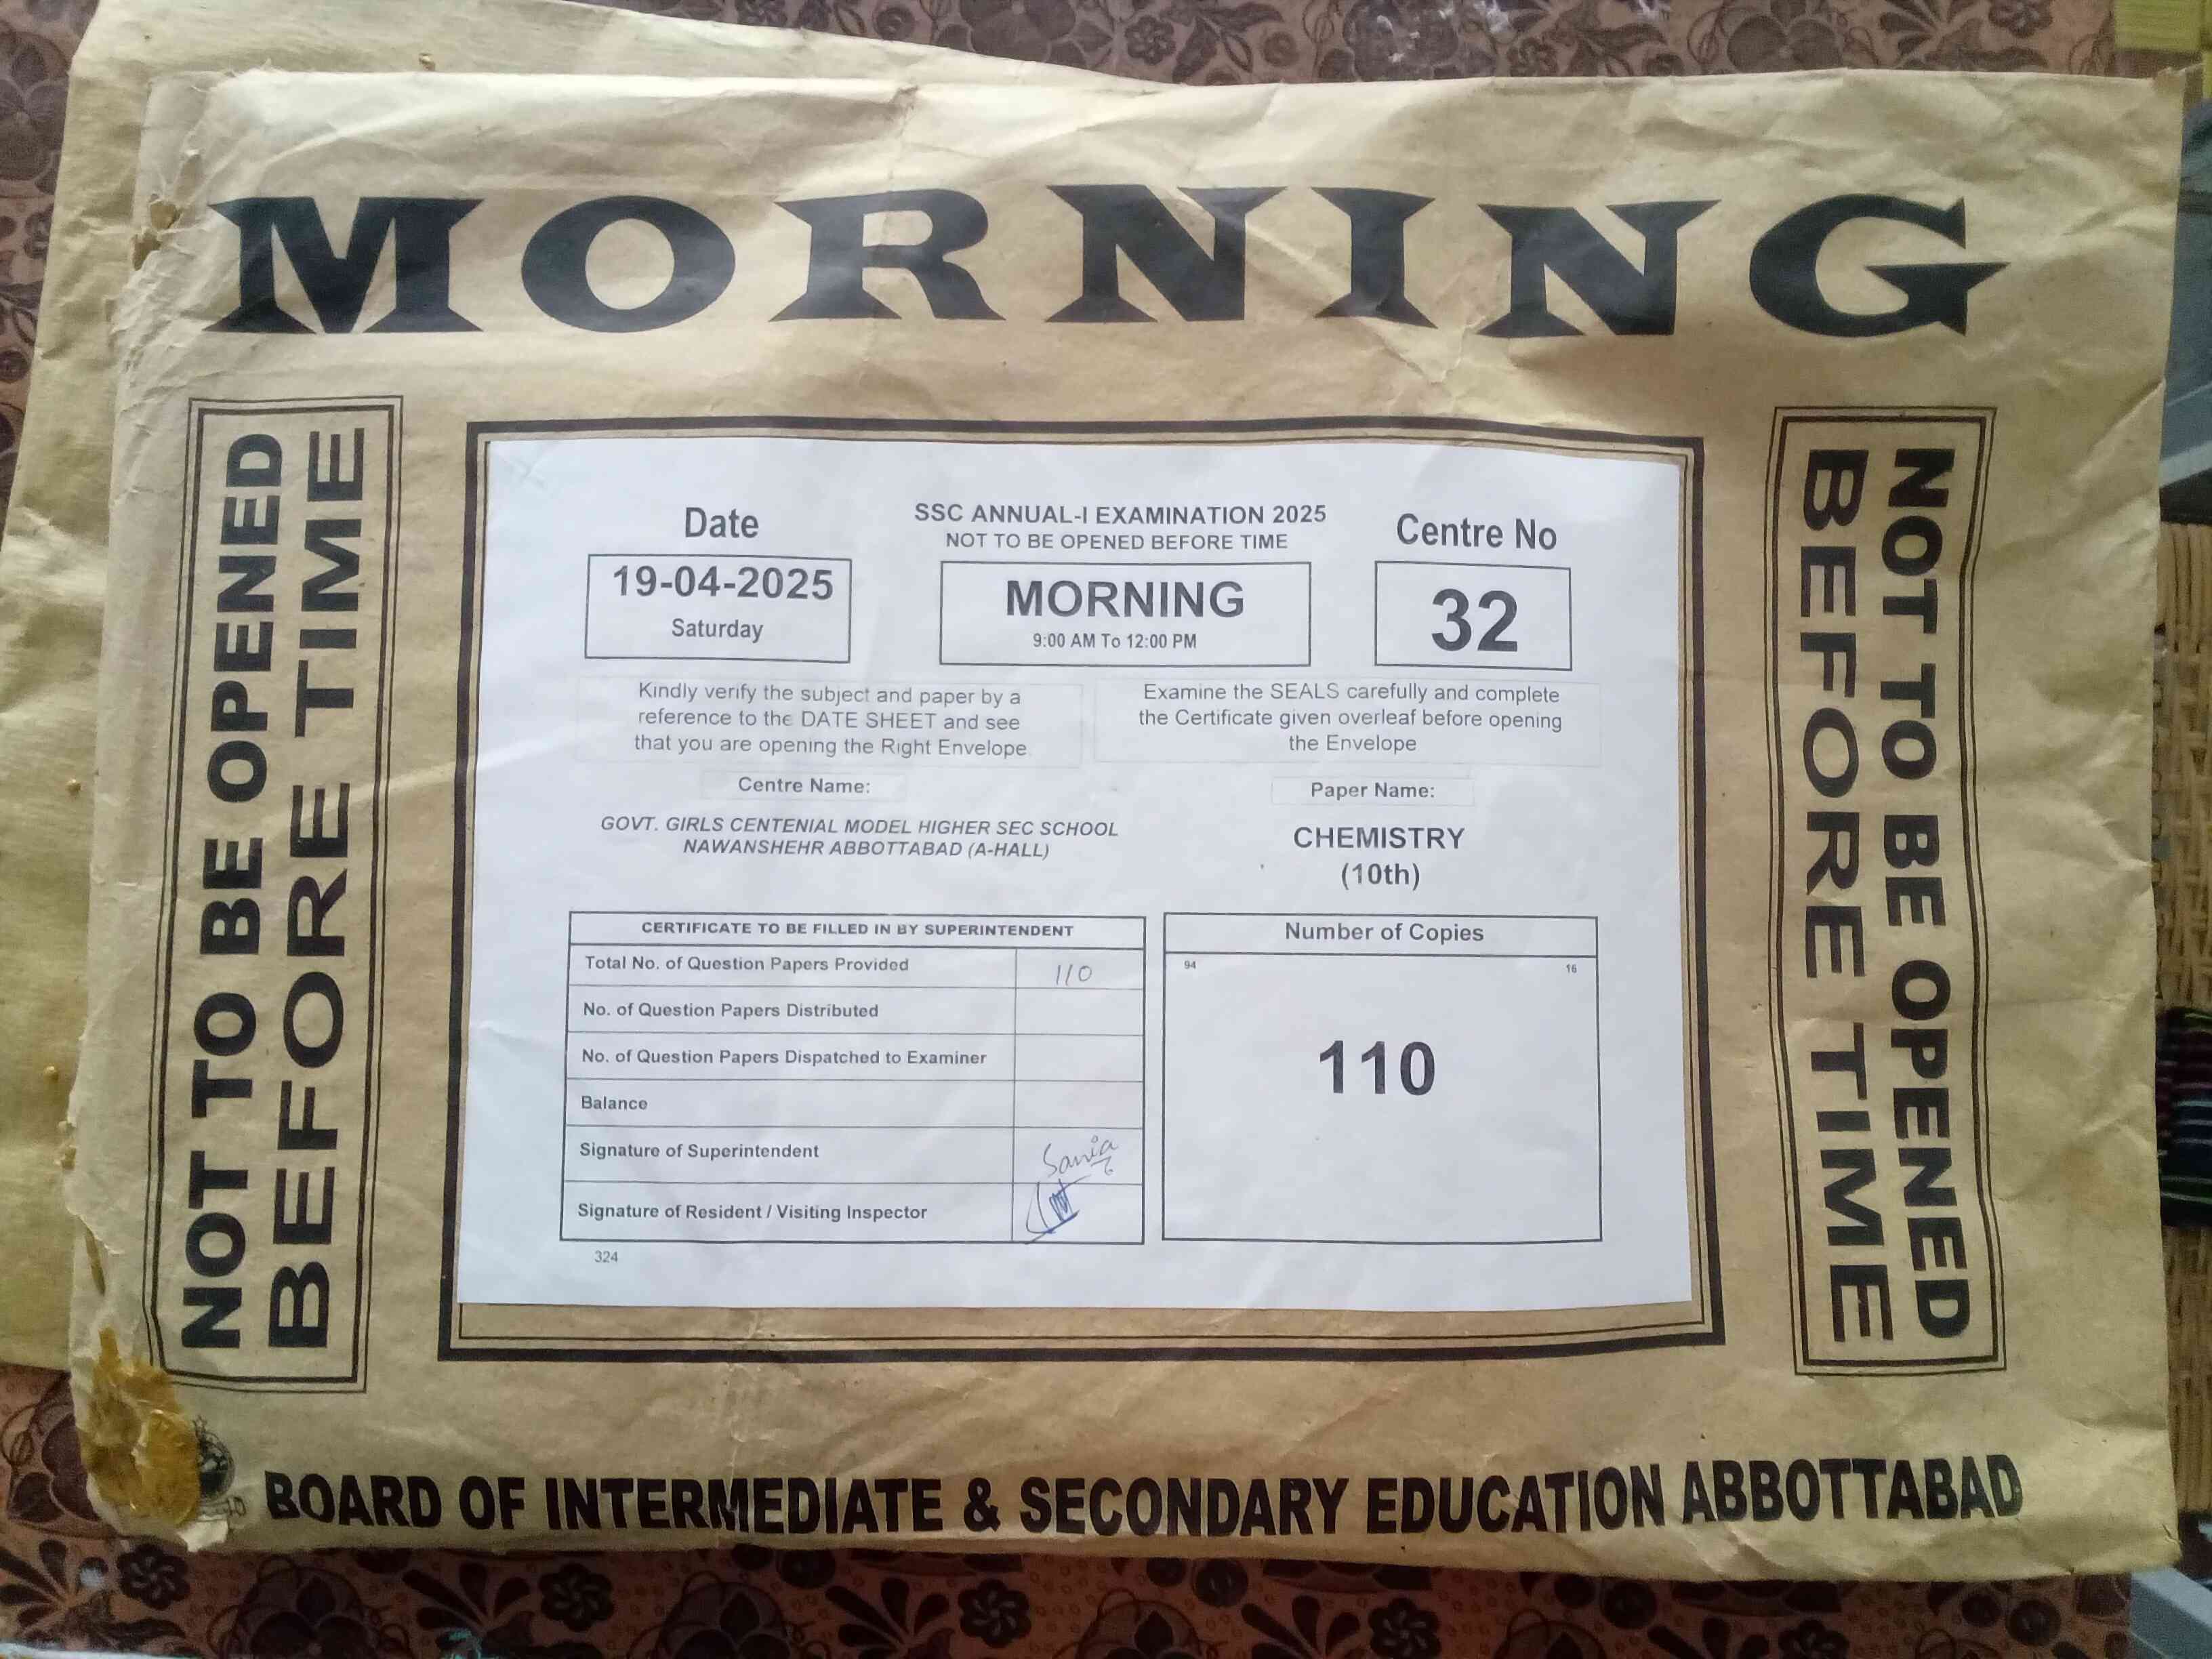 MORNING
NOT TO BE OPENED
BEFORE TIME
Date
19-04-2025
Saturday
SSC ANNUAL-I EXAMINATION 2025
NOT TO BE OPENED BEFORE TIME
MORNING
9:00 AM To 12:00 PM
Centre No
32
Kindly verify the subject and paper by a
reference to the DATE SHEET and see
that you are opening the Right Envelope
Examine the SEALS carefully and complete
the Certificate given overleaf before opening
the Envelope
Centre Name:
GOVT. GIRLS CENTENIAL MODEL HIGHER SEC SCHOOL
NAWANSHEHR ABBOTTABAD (A-HALL)
Paper Name:
CHEMISTRY
(10th)
CERTIFICATE TO BE FILLED IN BY SUPERINTENDENT
Total No. of Question Papers Provided 110
No. of Question Papers Distributed
No. of Question Papers Dispatched to Examiner
Balance
Signature of Superintendent Sania
Signature of Resident / Visiting Inspector
324
Number of Copies
94 16
110
NOT TO BE OPENED
BEFORE TIME
BOARD OF INTERMEDIATE & SECONDARY EDUCATION ABBOTTABAD